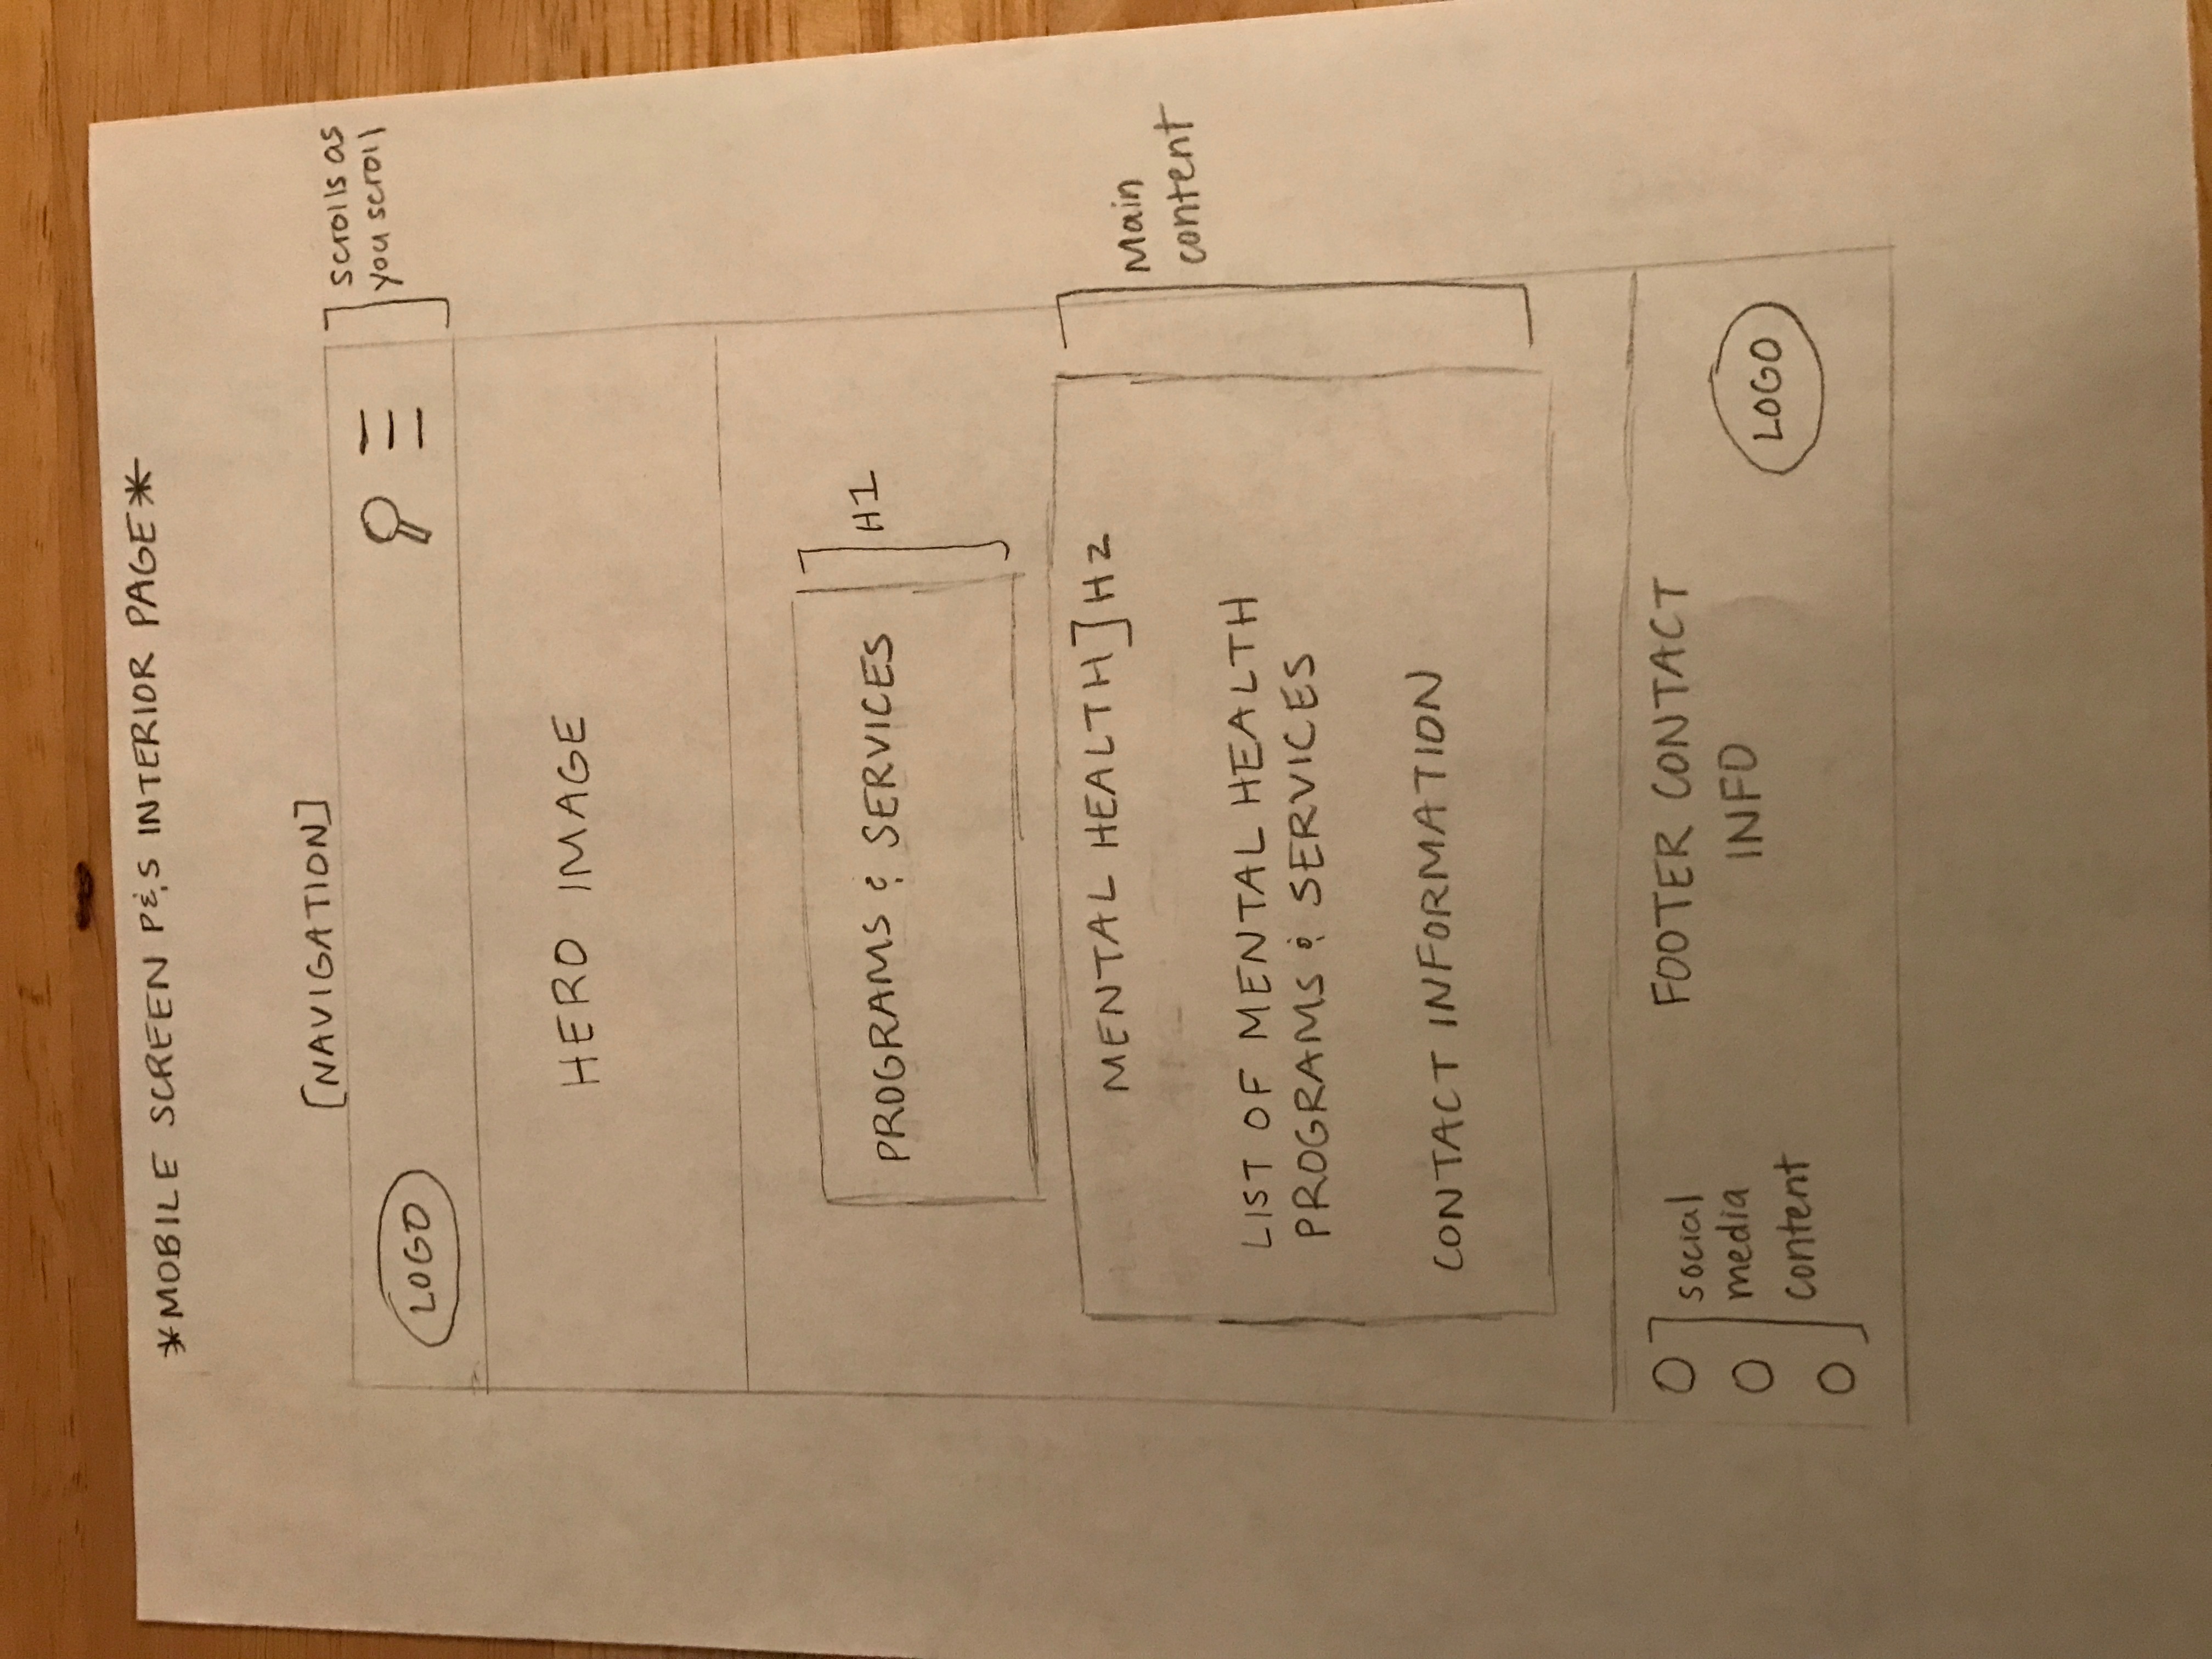 *MOBILE SCREEN P&S INTERIOR PAGE*
[NAVIGATION]
scrolls as
you scroll
LOGO
HERO IMAGE
PROGRAMS & SERVICES
H1
MENTAL HEALTH] H2
Main
content
LIST OF MENTAL HEALTH
PROGRAMS & SERVICES
CONTACT INFORMATION
social
media
content
FOOTER CONTACT
INFO
LOGO